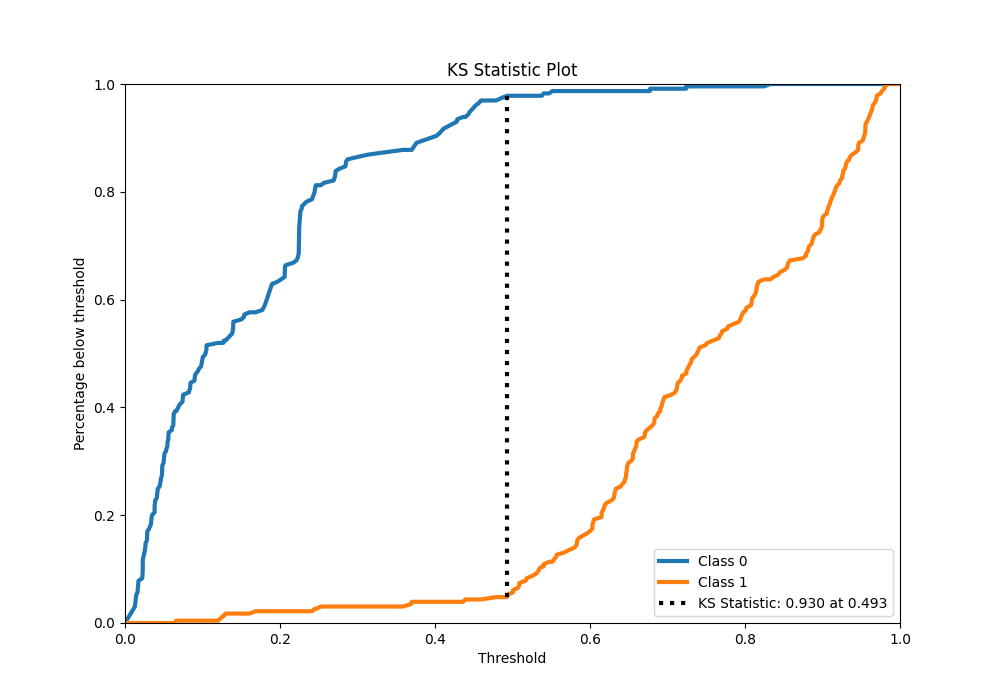 KS Statistic Plot
Percentage below threshold
1.0
0.8
0.6
0.4
0.2
0.0
0.0 0.2 0.4 0.6 0.8 1.0
Threshold
Class 0
Class 1
KS Statistic: 0.930 at 0.493